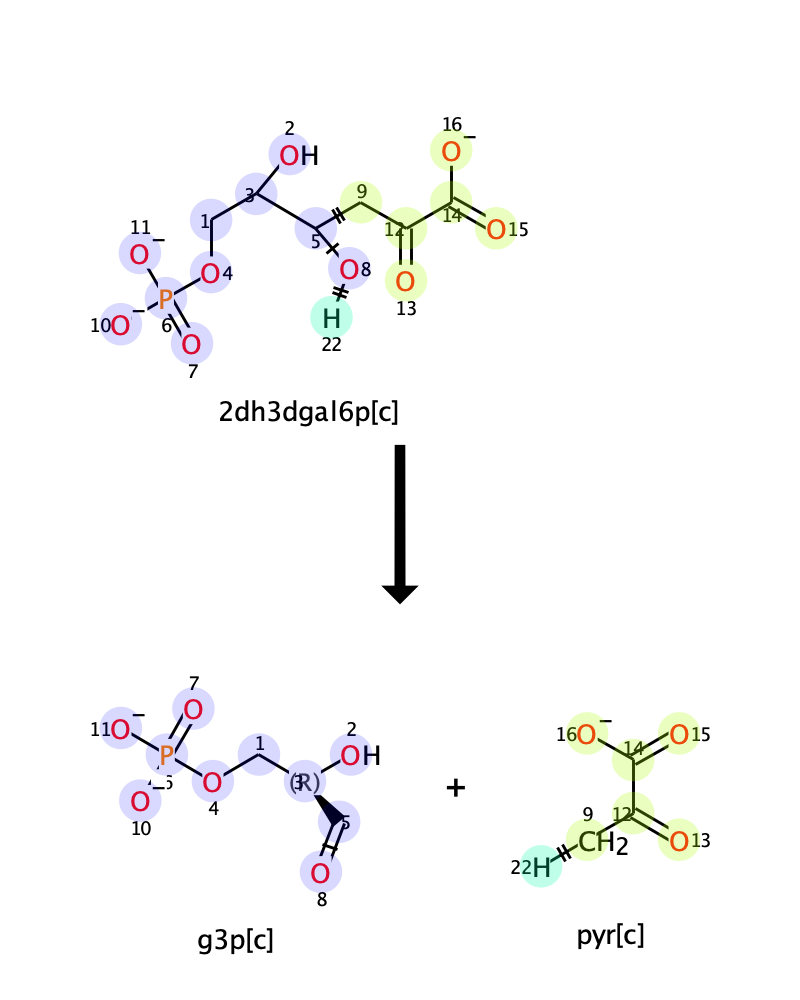 16
O−
2
OH
3
9
14
O 15
1
5
12
11
O−
O 4
O 8
O
13
P
10 O−
6
O
7
H
22
2dh3dgal6p[c]
7
O
11 O−
P
6
1
2
OH
(R)
3
O
4
O−
10
5
O
8
+
16 O−
O 15
14
9
12
CH2
O 13
22 H
g3p[c]
pyr[c]